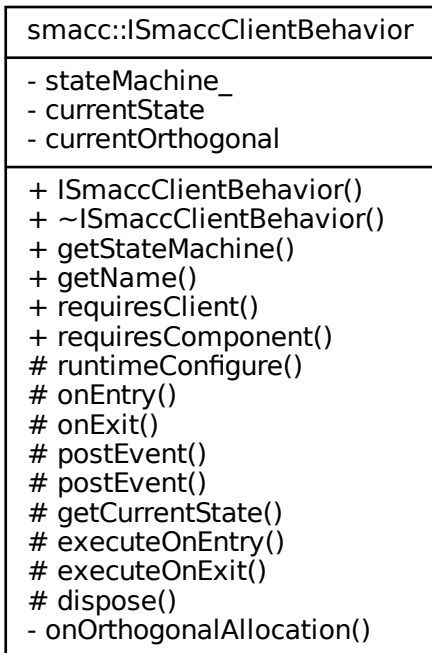 smacc::ISmaccClientBehavior
- stateMachine_
- currentState
- currentOrthogonal
+ ISmaccClientBehavior()
+ ~ISmaccClientBehavior()
+ getStateMachine()
+ getName()
+ requiresClient()
+ requiresComponent()
# runtimeConfigure()
# onEntry()
# onExit()
# postEvent()
# postEvent()
# getCurrentState()
# executeOnEntry()
# executeOnExit()
# dispose()
- onOrthogonalAllocation()